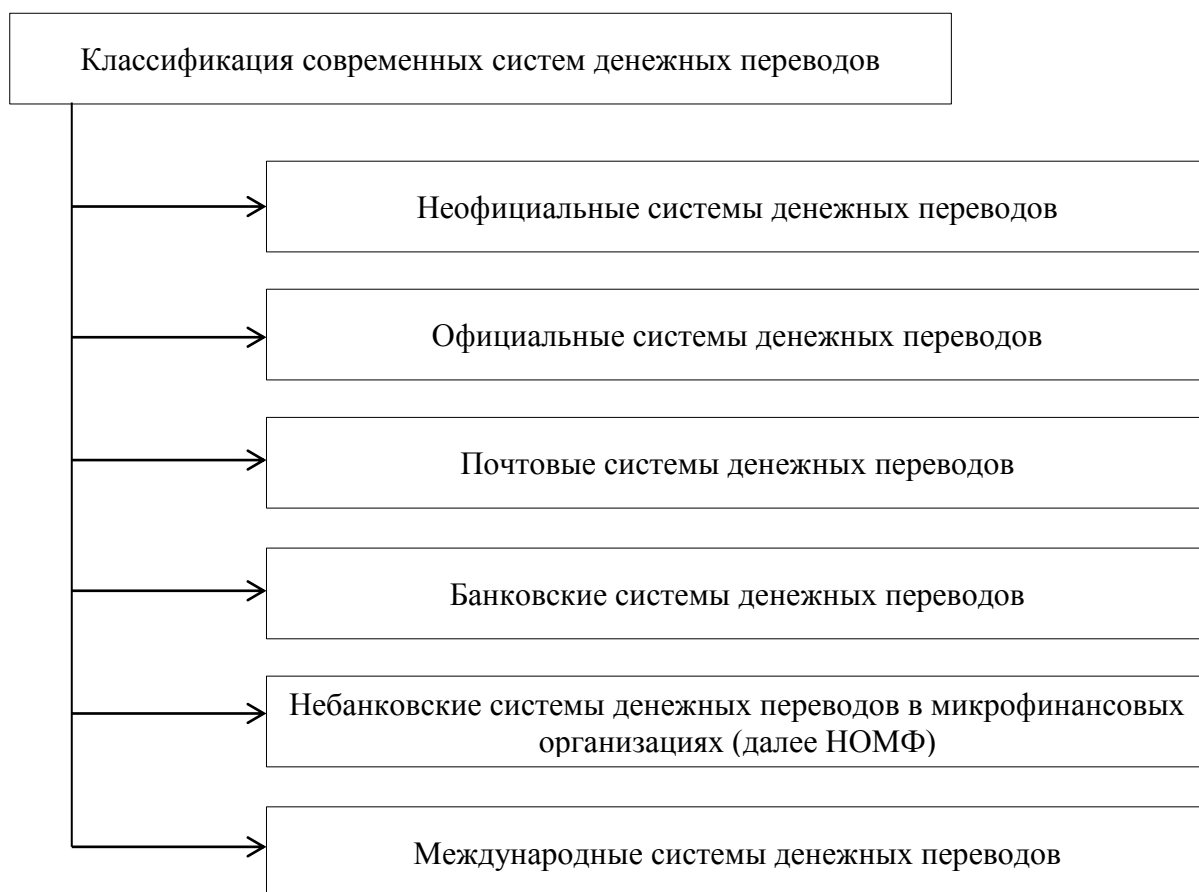 Классификация современных систем денежных переводов
Неофициальные системы денежных переводов
Официальные системы денежных переводов
Почтовые системы денежных переводов
Банковские системы денежных переводов
Небанковские системы денежных переводов в микрофинансовых
организациях (далее НОМФ)
Международные системы денежных переводов